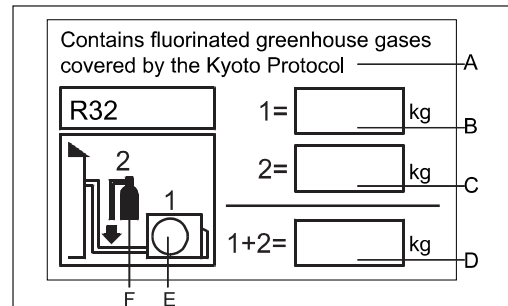 Contains fluorinated greenhouse gases
covered by the Kyoto Protocol
A
R32
1= kg
B
2= kg
C
1+2= kg
D
2
1
F E